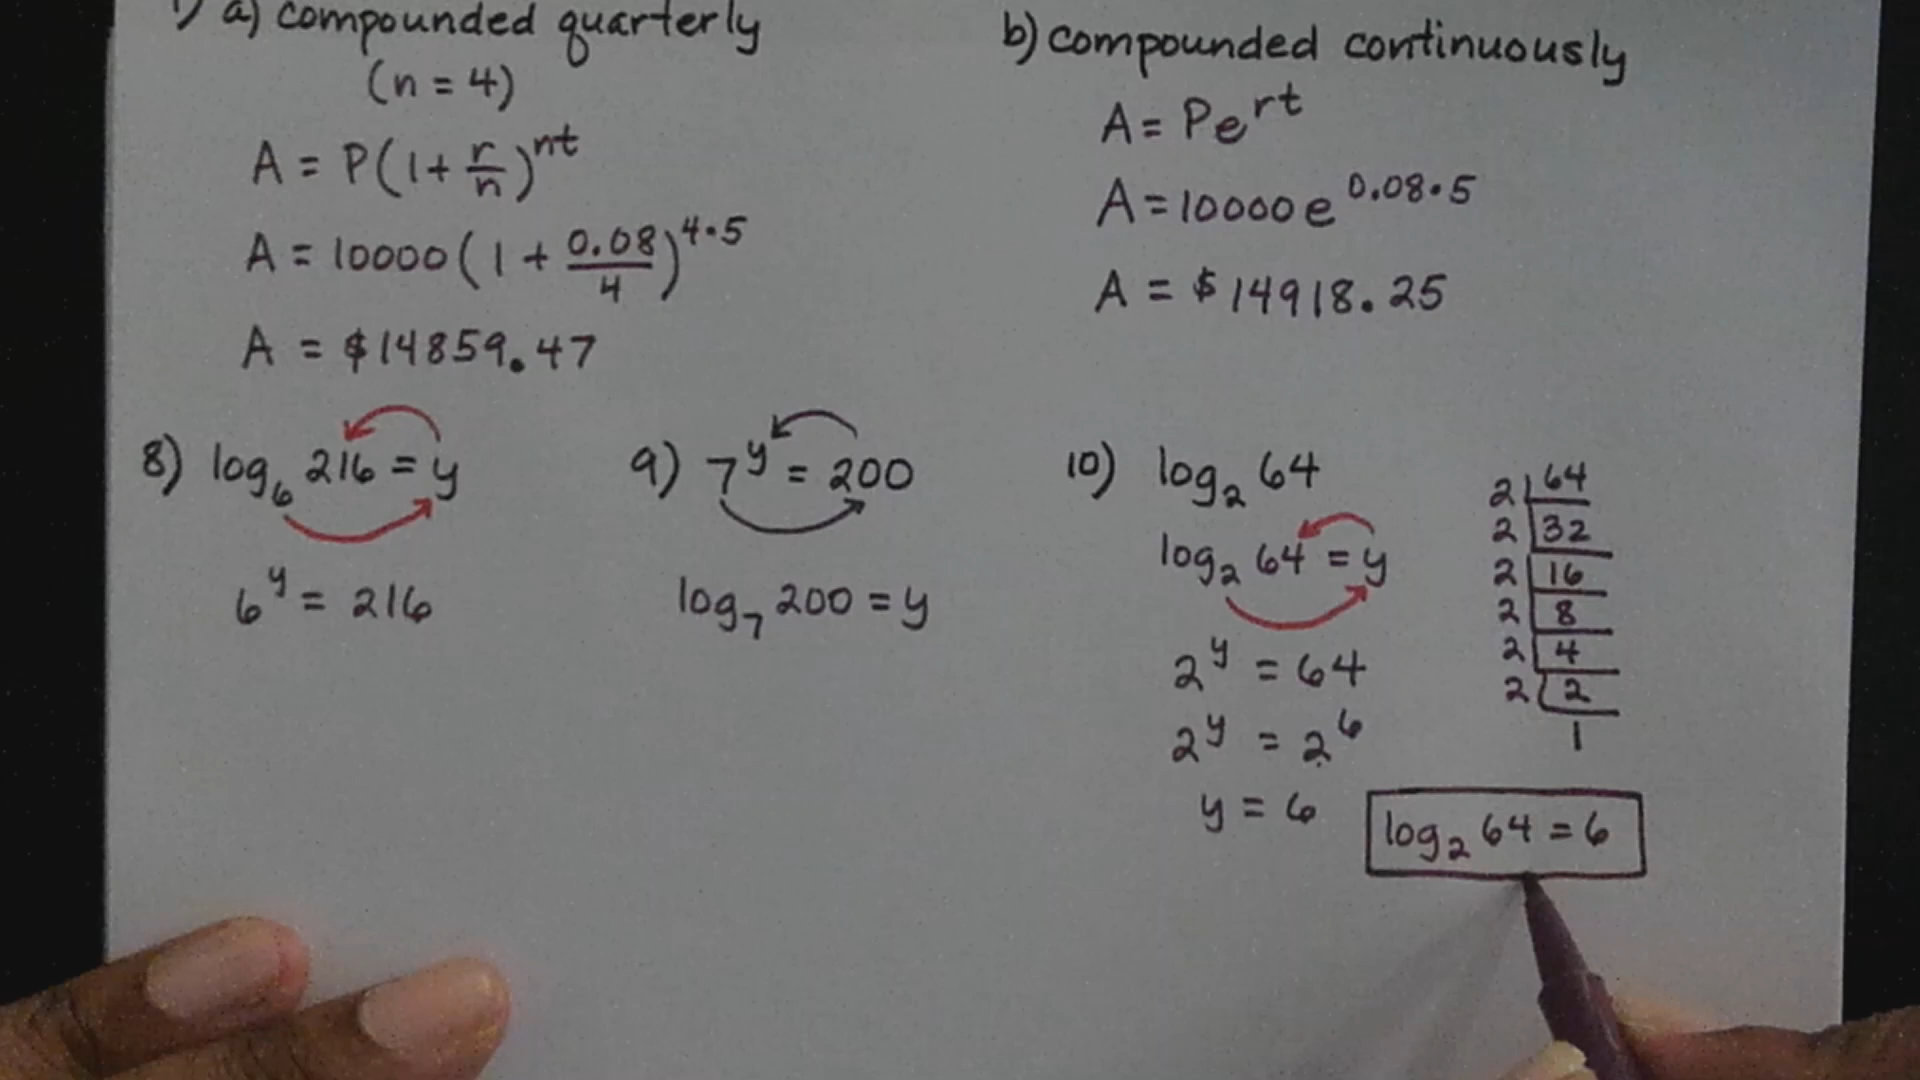 a) compounded quarterly
(n = 4)
A = P(1 + r/n)^nt
A = 10000(1 + 0.08/4)^4·5
A = $14859.47
b) compounded continuously
A = Pe^rt
A = 10000e^0.08·5
A = $14918.25
8) log₆ 216 = y
6^y = 216
9) 7^y = 200
log₇ 200 = y
10) log₂ 64
log₂ 64 = y
2^y = 64
2^y = 2^6
y = 6
2 | 64
2 | 32
2 | 16
2 | 8
2 | 4
2 | 2
1
log₂ 64 = 6